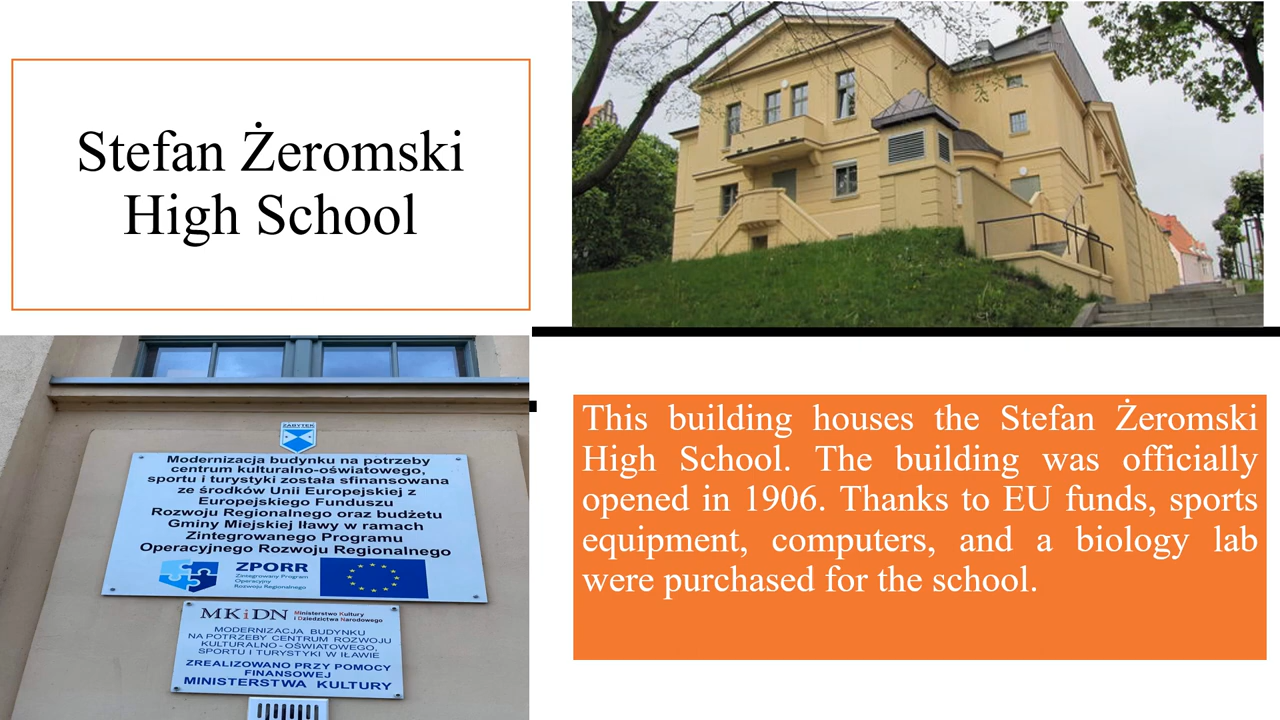 Stefan Żeromski
High School
This building houses the Stefan Żeromski
High School. The building was officially
opened in 1906. Thanks to EU funds, sports
equipment, computers, and a biology lab
were purchased for the school.
ZABYTEK
Modernizacja budynku na potrzeby
centrum kulturalno-oświatowego,
sportu i turystyki została sfinansowana
ze środków Unii Europejskiej z
Europejskiego Funduszu
Rozwoju Regionalnego oraz budżetu
Gminy Miejskiej Iławy w ramach
Zintegrowanego Programu
Operacyjnego Rozwoju Regionalnego
ZPORR
Zintegrowany Program
Operacyjny
Rozwoju Regionalnego
MKiDN Ministerstwo Kultury
i Dziedzictwa Narodowego
MODERNIZACJA BUDYNKU
NA POTRZEBY CENTRUM ROZWOJU
KULTURALNO-OŚWIATOWEGO,
SPORTU I TURYSTYKI W IŁAWIE
ZREALIZOWANO PRZY POMOCY
FINANSOWEJ
MINISTERSTWA KULTURY